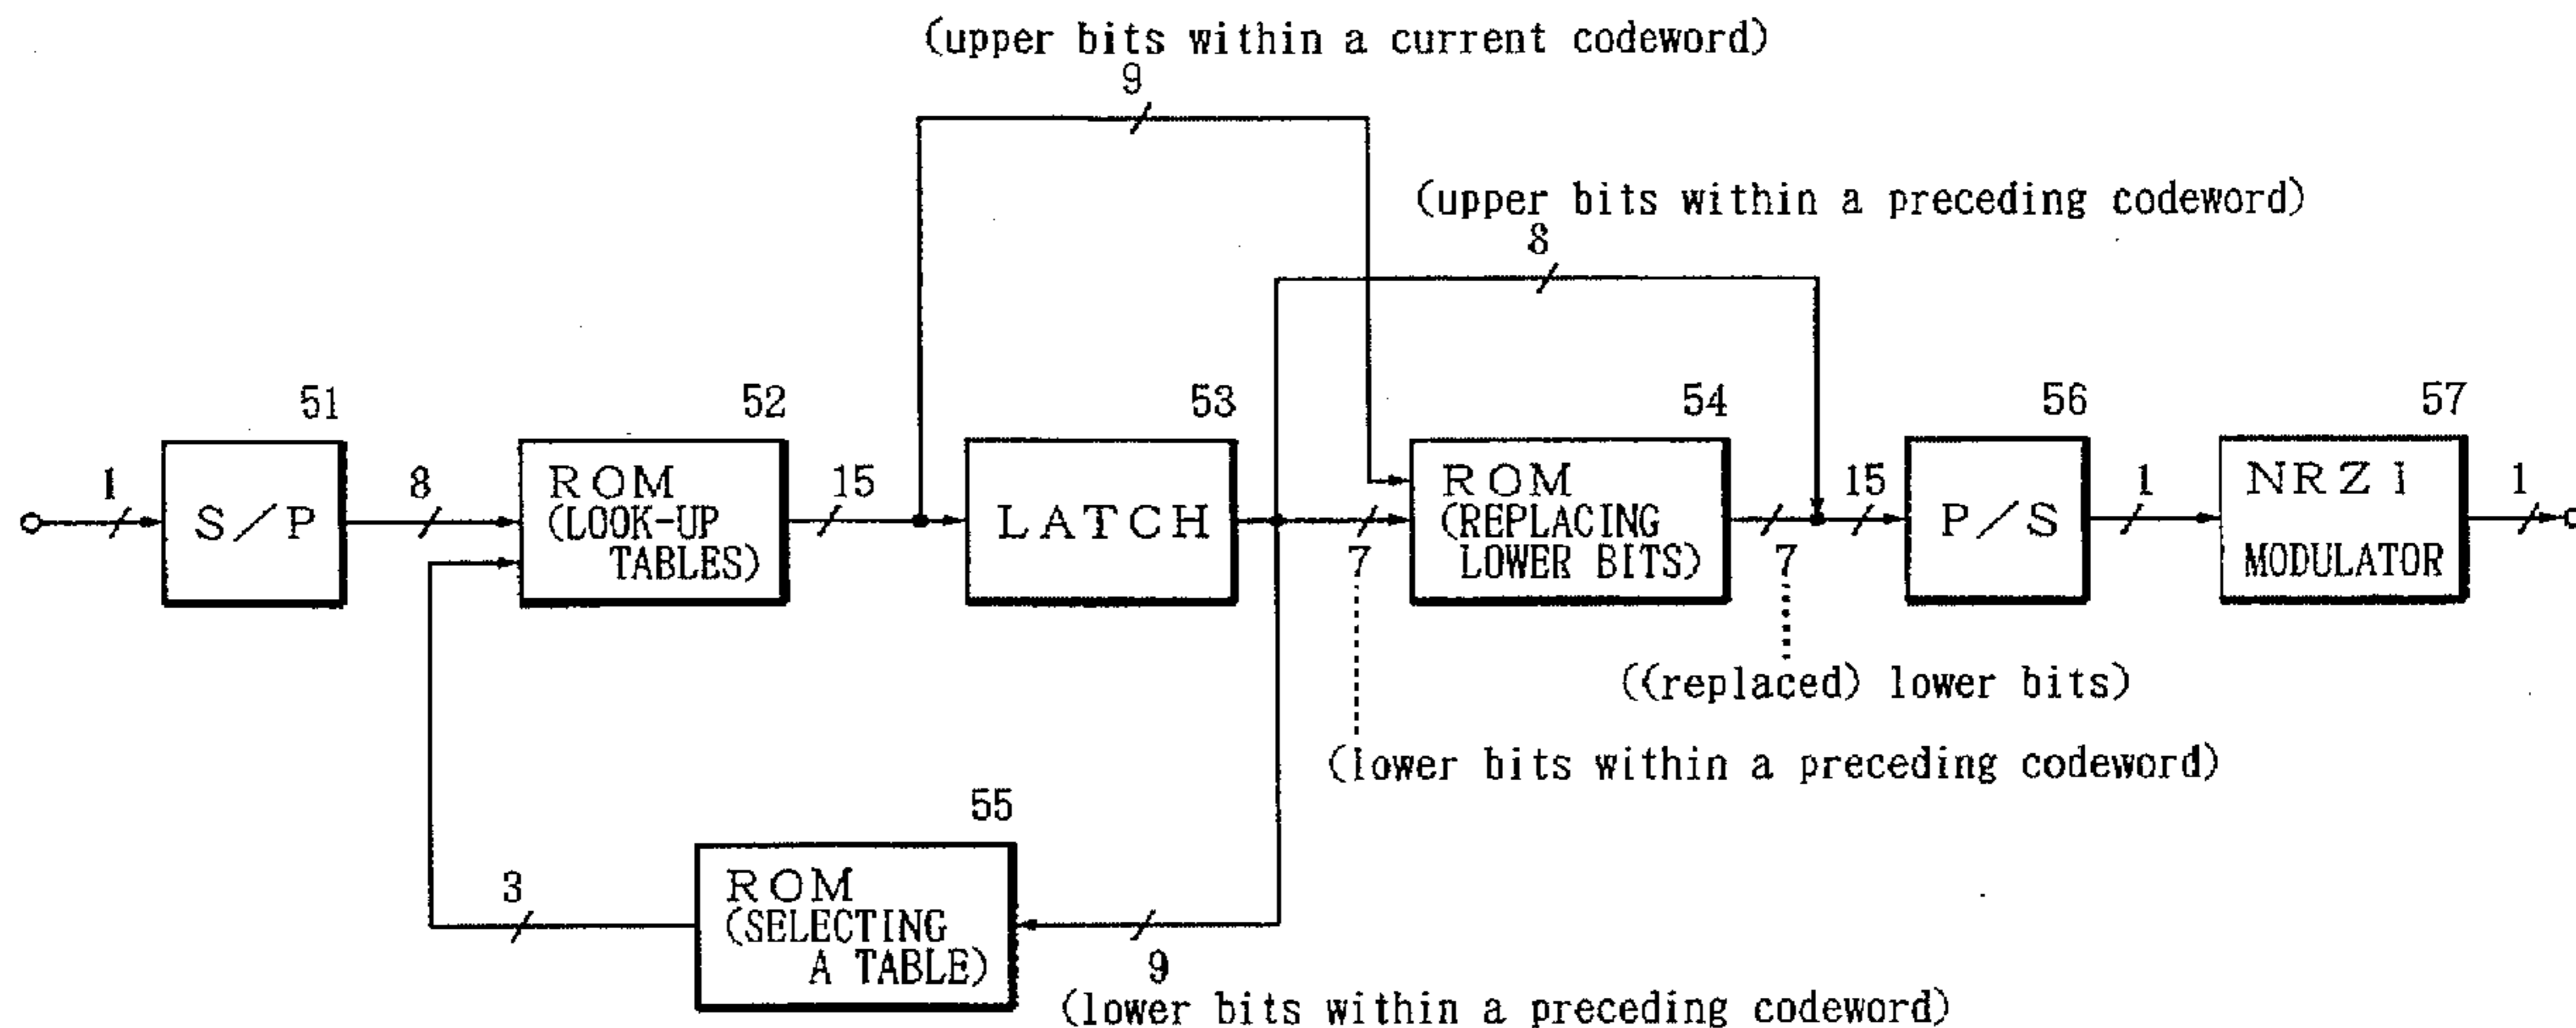 (upper bits within a current codeword)
9
(upper bits within a preceding codeword)
8
51
52
53
54
56
57
1
S/P
8
ROM
(LOOK-UP
TABLES)
15
LATCH
7
ROM
(REPLACING
LOWER BITS)
7
15
P/S
1
NRZI
MODULATOR
1
((replaced) lower bits)
(lower bits within a preceding codeword)
55
3
ROM
(SELECTING
A TABLE)
9
(lower bits within a preceding codeword)